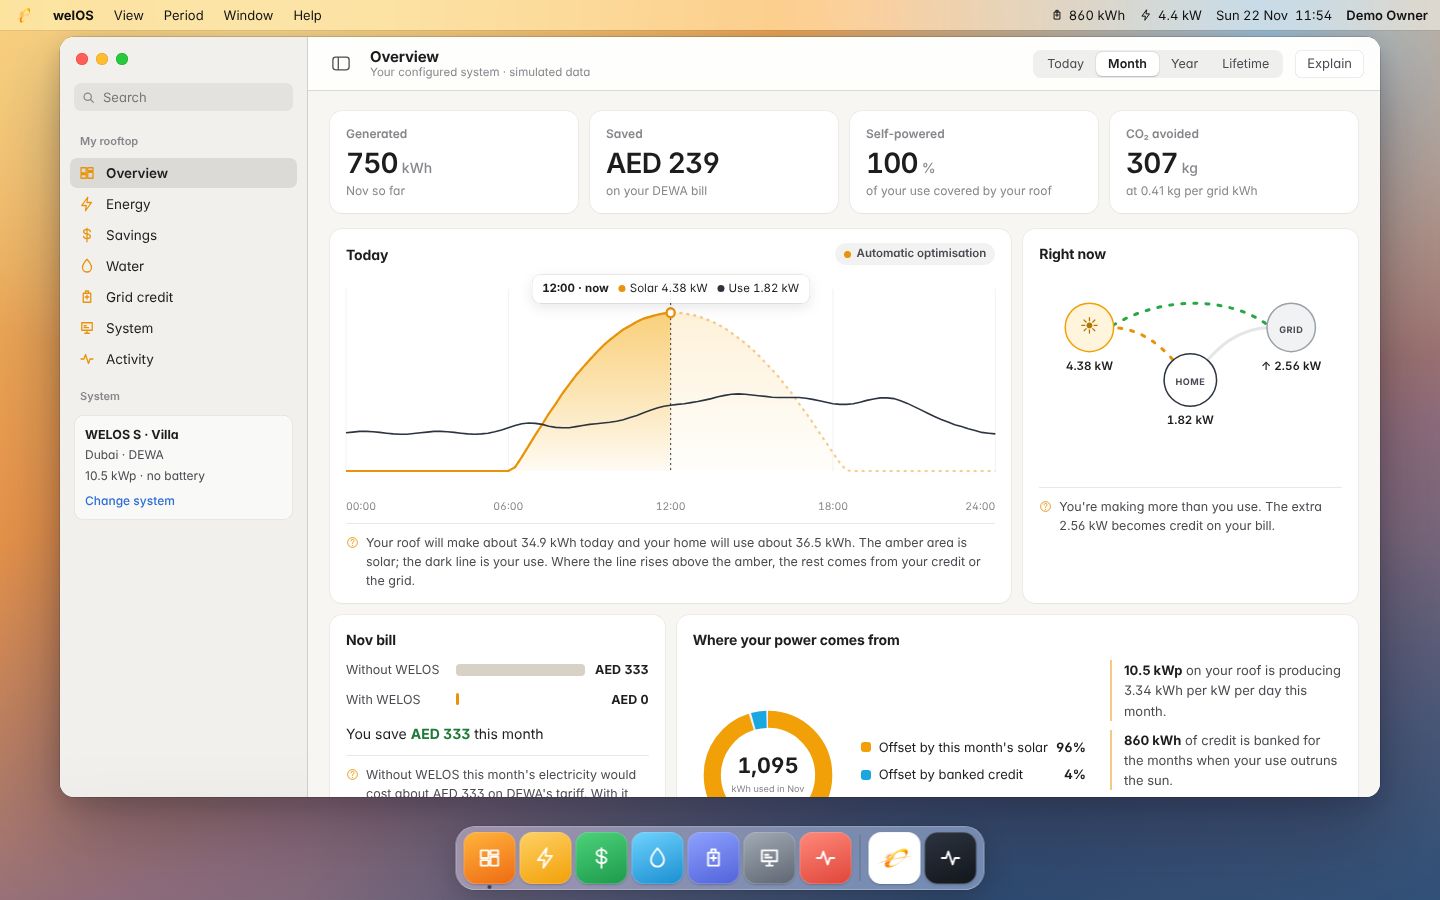 welOS View Period Window Help
860 kWh 4.4 kW Sun 22 Nov 11:54 Demo Owner
Search
My rooftop
Overview
Energy
Savings
Water
Grid credit
System
Activity
System
WELOS S · Villa
Dubai · DEWA
10.5 kWp · no battery
Change system
Overview
Your configured system · simulated data
Today Month Year Lifetime Explain
Generated
750 kWh
Nov so far
Saved
AED 239
on your DEWA bill
Self-powered
100 %
of your use covered by your roof
CO₂ avoided
307 kg
at 0.41 kg per grid kWh
Today
Automatic optimisation
12:00 · now Solar 4.38 kW Use 1.82 kW
00:00 06:00 12:00 18:00 24:00
Your roof will make about 34.9 kWh today and your home will use about 36.5 kWh. The amber area is
solar; the dark line is your use. Where the line rises above the amber, the rest comes from your credit or
the grid.
Right now
GRID
4.38 kW
↑ 2.56 kW
HOME
1.82 kW
You're making more than you use. The extra
2.56 kW becomes credit on your bill.
Nov bill
Without WELOS AED 333
With WELOS AED 0
You save AED 333 this month
Without WELOS this month's electricity would
cost about AED 333 on DEWA's tariff. With it
Where your power comes from
1,095
kWh used in Nov
Offset by this month's solar 96%
Offset by banked credit 4%
10.5 kWp on your roof is producing
3.34 kWh per kW per day this
month.
860 kWh of credit is banked for
the months when your use outruns
the sun.